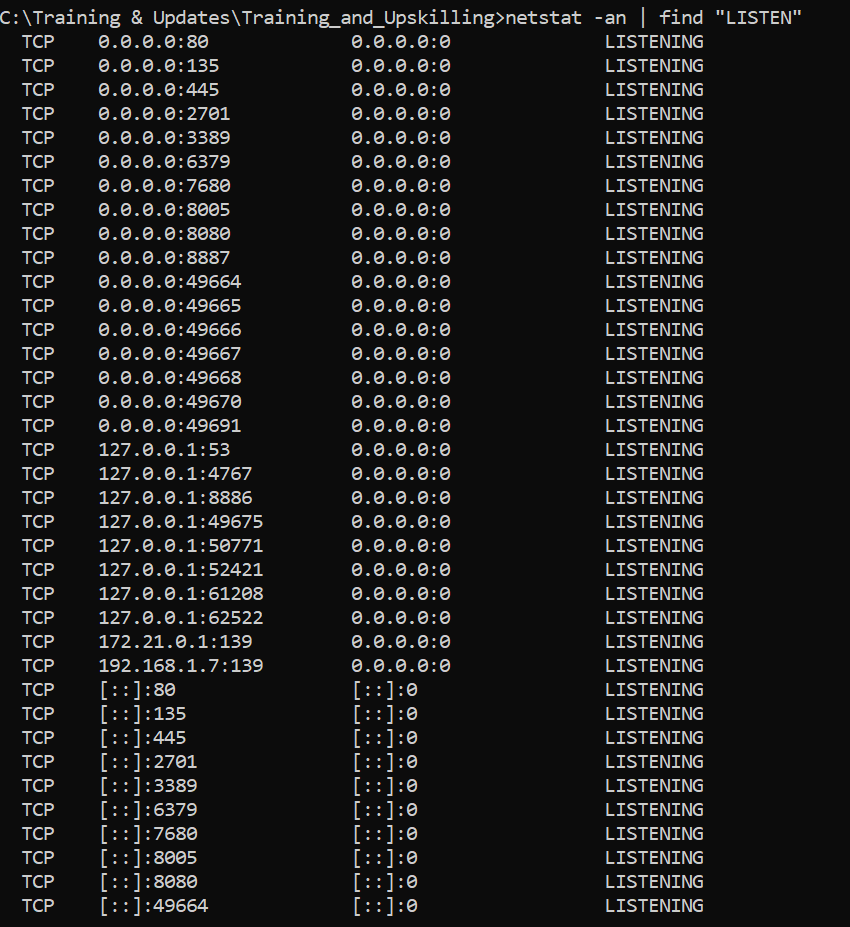 C:\Training & Updates\Training_and_Upskilling>netstat -an | find "LISTEN"
TCP 0.0.0.0:80 0.0.0.0:0 LISTENING
TCP 0.0.0.0:135 0.0.0.0:0 LISTENING
TCP 0.0.0.0:445 0.0.0.0:0 LISTENING
TCP 0.0.0.0:2701 0.0.0.0:0 LISTENING
TCP 0.0.0.0:3389 0.0.0.0:0 LISTENING
TCP 0.0.0.0:6379 0.0.0.0:0 LISTENING
TCP 0.0.0.0:7680 0.0.0.0:0 LISTENING
TCP 0.0.0.0:8005 0.0.0.0:0 LISTENING
TCP 0.0.0.0:8080 0.0.0.0:0 LISTENING
TCP 0.0.0.0:8887 0.0.0.0:0 LISTENING
TCP 0.0.0.0:49664 0.0.0.0:0 LISTENING
TCP 0.0.0.0:49665 0.0.0.0:0 LISTENING
TCP 0.0.0.0:49666 0.0.0.0:0 LISTENING
TCP 0.0.0.0:49667 0.0.0.0:0 LISTENING
TCP 0.0.0.0:49668 0.0.0.0:0 LISTENING
TCP 0.0.0.0:49670 0.0.0.0:0 LISTENING
TCP 0.0.0.0:49691 0.0.0.0:0 LISTENING
TCP 127.0.0.1:53 0.0.0.0:0 LISTENING
TCP 127.0.0.1:4767 0.0.0.0:0 LISTENING
TCP 127.0.0.1:8886 0.0.0.0:0 LISTENING
TCP 127.0.0.1:49675 0.0.0.0:0 LISTENING
TCP 127.0.0.1:50771 0.0.0.0:0 LISTENING
TCP 127.0.0.1:52421 0.0.0.0:0 LISTENING
TCP 127.0.0.1:61208 0.0.0.0:0 LISTENING
TCP 127.0.0.1:62522 0.0.0.0:0 LISTENING
TCP 172.21.0.1:139 0.0.0.0:0 LISTENING
TCP 192.168.1.7:139 0.0.0.0:0 LISTENING
TCP [::]:80 [::]:0 LISTENING
TCP [::]:135 [::]:0 LISTENING
TCP [::]:445 [::]:0 LISTENING
TCP [::]:2701 [::]:0 LISTENING
TCP [::]:3389 [::]:0 LISTENING
TCP [::]:6379 [::]:0 LISTENING
TCP [::]:7680 [::]:0 LISTENING
TCP [::]:8005 [::]:0 LISTENING
TCP [::]:8080 [::]:0 LISTENING
TCP [::]:49664 [::]:0 LISTENING